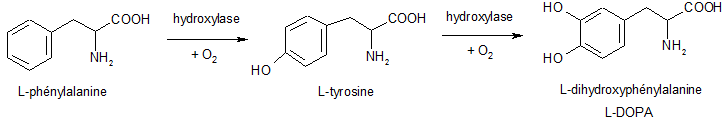 COOH
NH2
L-phénylalanine
hydroxylase
+ O2
COOH
NH2
HO
L-tyrosine
hydroxylase
+ O2
HO
COOH
HO
NH2
L-dihydroxyphénylalanine
L-DOPA